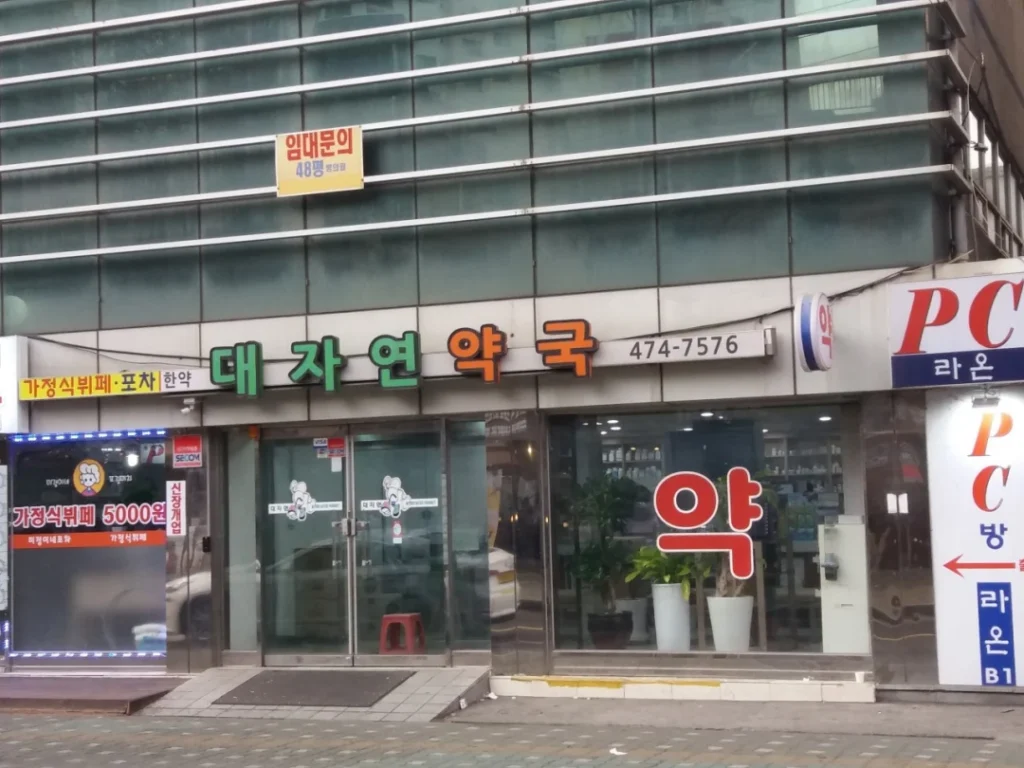 임대문의
48평
가정식뷔페·포차 한약
대자연약국 474-7576
약
PC
라온
PC
방
라온
B1
SECOM
신장개업
가정식뷔페 5000원
가정식뷔페
약